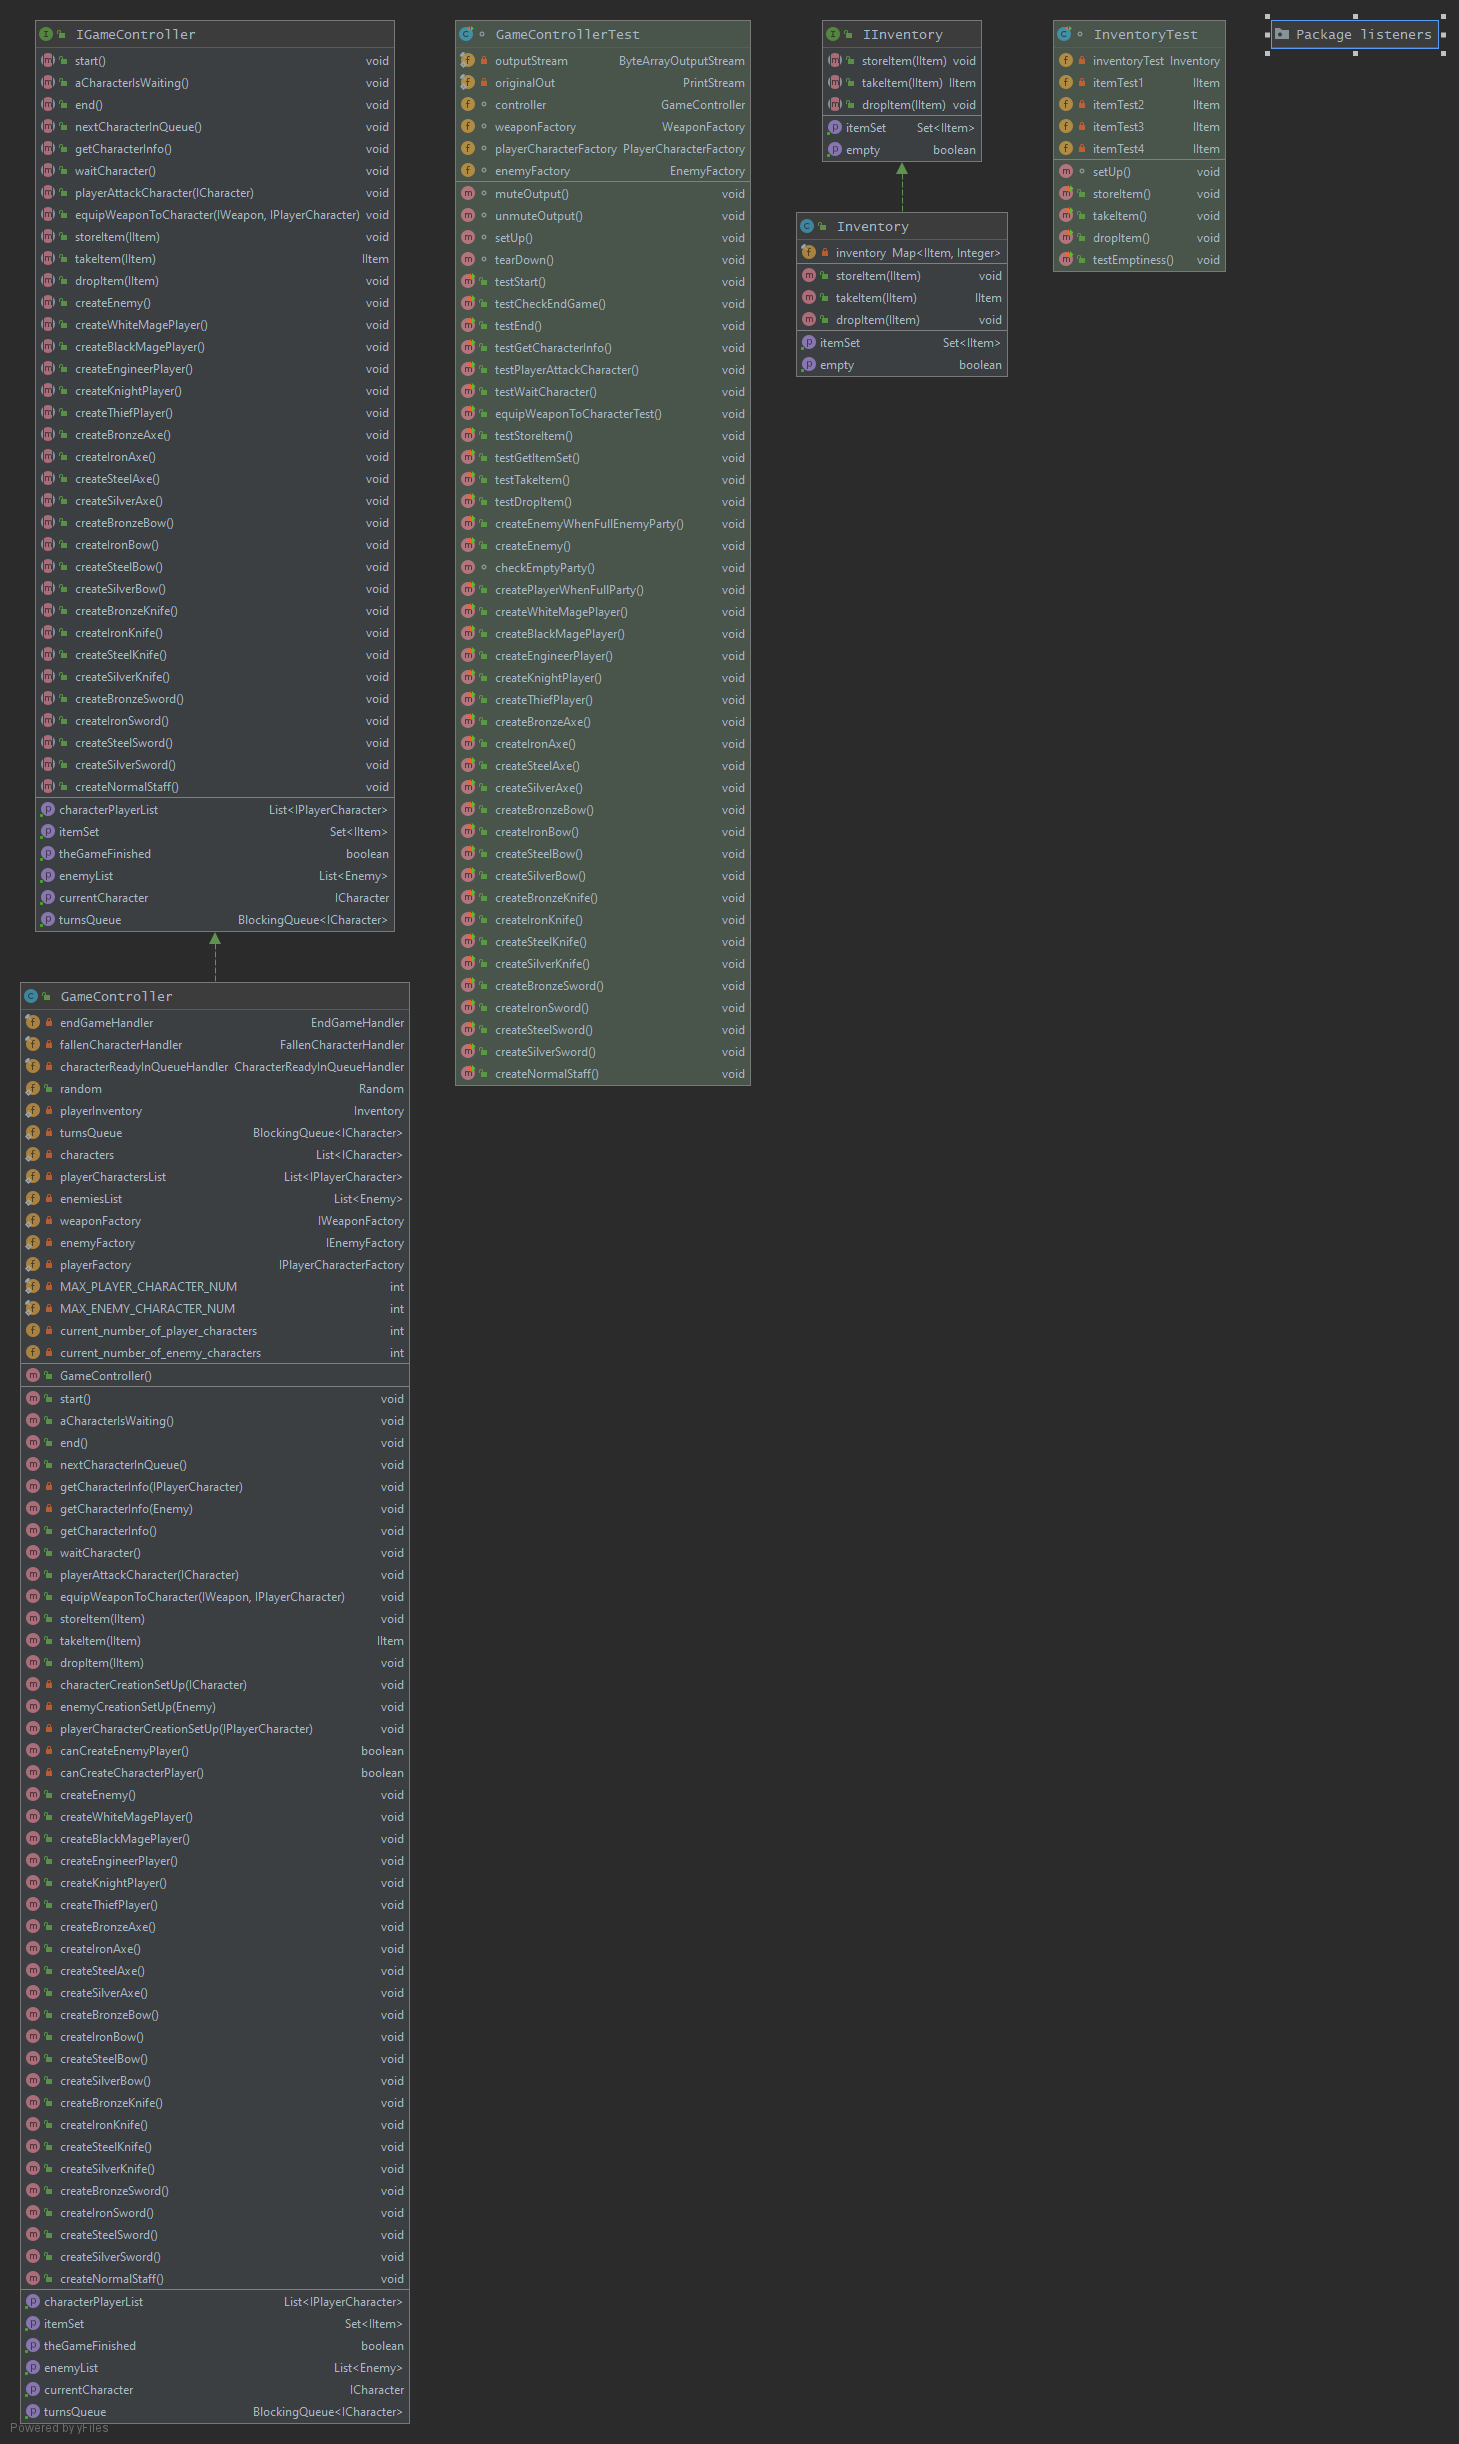 IGameController
start() void
aCharacterIsWaiting() void
end() void
nextCharacterInQueue() void
getCharacterInfo() void
waitCharacter() void
playerAttackCharacter(ICharacter) void
equipWeaponToCharacter(IWeapon, IPlayerCharacter) void
storeItem(IItem) void
takeItem(IItem) IItem
dropItem(IItem) void
createEnemy() void
createWhiteMagePlayer() void
createBlackMagePlayer() void
createEngineerPlayer() void
createKnightPlayer() void
createThiefPlayer() void
createBronzeAxe() void
createIronAxe() void
createSteelAxe() void
createSilverAxe() void
createBronzeBow() void
createIronBow() void
createSteelBow() void
createSilverBow() void
createBronzeKnife() void
createIronKnife() void
createSteelKnife() void
createSilverKnife() void
createBronzeSword() void
createIronSword() void
createSteelSword() void
createSilverSword() void
createNormalStaff() void
characterPlayerList List<IPlayerCharacter>
itemSet Set<IItem>
theGameFinished boolean
enemyList List<Enemy>
currentCharacter ICharacter
turnsQueue BlockingQueue<ICharacter>
GameController
endGameHandler EndGameHandler
fallenCharacterHandler FallenCharacterHandler
characterReadyInQueueHandler CharacterReadyInQueueHandler
random Random
playerInventory Inventory
turnsQueue BlockingQueue<ICharacter>
characters List<ICharacter>
playerCharactersList List<IPlayerCharacter>
enemiesList List<Enemy>
weaponFactory IWeaponFactory
enemyFactory IEnemyFactory
playerFactory IPlayerCharacterFactory
MAX_PLAYER_CHARACTER_NUM int
MAX_ENEMY_CHARACTER_NUM int
current_number_of_player_characters int
current_number_of_enemy_characters int
GameController()
start() void
aCharacterIsWaiting() void
end() void
nextCharacterInQueue() void
getCharacterInfo(IPlayerCharacter) void
getCharacterInfo(Enemy) void
getCharacterInfo() void
waitCharacter() void
playerAttackCharacter(ICharacter) void
equipWeaponToCharacter(IWeapon, IPlayerCharacter) void
storeItem(IItem) void
takeItem(IItem) IItem
dropItem(IItem) void
characterCreationSetUp(ICharacter) void
enemyCreationSetUp(Enemy) void
playerCharacterCreationSetUp(IPlayerCharacter) void
canCreateEnemyPlayer() boolean
canCreateCharacterPlayer() boolean
createEnemy() void
createWhiteMagePlayer() void
createBlackMagePlayer() void
createEngineerPlayer() void
createKnightPlayer() void
createThiefPlayer() void
createBronzeAxe() void
createIronAxe() void
createSteelAxe() void
createSilverAxe() void
createBronzeBow() void
createIronBow() void
createSteelBow() void
createSilverBow() void
createBronzeKnife() void
createIronKnife() void
createSteelKnife() void
createSilverKnife() void
createBronzeSword() void
createIronSword() void
createSteelSword() void
createSilverSword() void
createNormalStaff() void
characterPlayerList List<IPlayerCharacter>
itemSet Set<IItem>
theGameFinished boolean
enemyList List<Enemy>
currentCharacter ICharacter
turnsQueue BlockingQueue<ICharacter>
Powered by yFiles
GameControllerTest
outputStream ByteArrayOutputStream
originalOut PrintStream
controller GameController
weaponFactory WeaponFactory
playerCharacterFactory PlayerCharacterFactory
enemyFactory EnemyFactory
muteOutput() void
unmuteOutput() void
setUp() void
tearDown() void
testStart() void
testCheckEndGame() void
testEnd() void
testGetCharacterInfo() void
testPlayerAttackCharacter() void
testWaitCharacter() void
equipWeaponToCharacterTest() void
testStoreItem() void
testGetItemSet() void
testTakeItem() void
testDropItem() void
createEnemyWhenFullEnemyParty() void
createEnemy() void
checkEmptyParty() void
createPlayerWhenFullParty() void
createWhiteMagePlayer() void
createBlackMagePlayer() void
createEngineerPlayer() void
createKnightPlayer() void
createThiefPlayer() void
createBronzeAxe() void
createIronAxe() void
createSteelAxe() void
createSilverAxe() void
createBronzeBow() void
createIronBow() void
createSteelBow() void
createSilverBow() void
createBronzeKnife() void
createIronKnife() void
createSteelKnife() void
createSilverKnife() void
createBronzeSword() void
createIronSword() void
createSteelSword() void
createSilverSword() void
createNormalStaff() void
IInventory
storeItem(IItem) void
takeItem(IItem) IItem
dropItem(IItem) void
itemSet Set<IItem>
empty boolean
Inventory
inventory Map<IItem, Integer>
storeItem(IItem) void
takeItem(IItem) IItem
dropItem(IItem) void
itemSet Set<IItem>
empty boolean
InventoryTest
inventoryTest Inventory
itemTest1 IItem
itemTest2 IItem
itemTest3 IItem
itemTest4 IItem
setUp() void
storeItem() void
takeItem() void
dropItem() void
testEmptiness() void
Package listeners